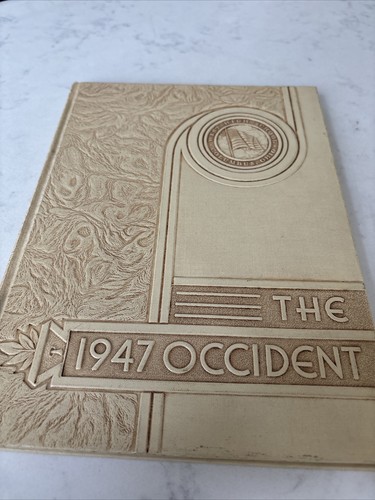 THE
1947 OCCIDENT